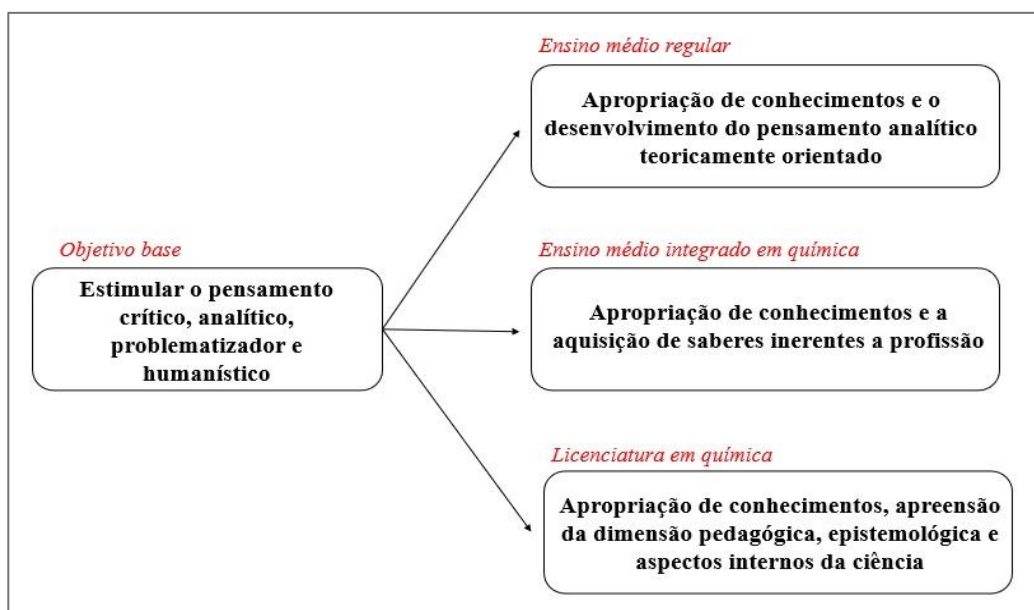 Ensino médio regular
Apropriação de conhecimentos e o
desenvolvimento do pensamento analítico
teoricamente orientado
Objetivo base
Estimular o pensamento
crítico, analítico,
problematizador e
humanístico
Ensino médio integrado em química
Apropriação de conhecimentos e a
aquisição de saberes inerentes a profissão
Licenciatura em química
Apropriação de conhecimentos, apreensão
da dimensão pedagógica, epistemológica e
aspectos internos da ciência